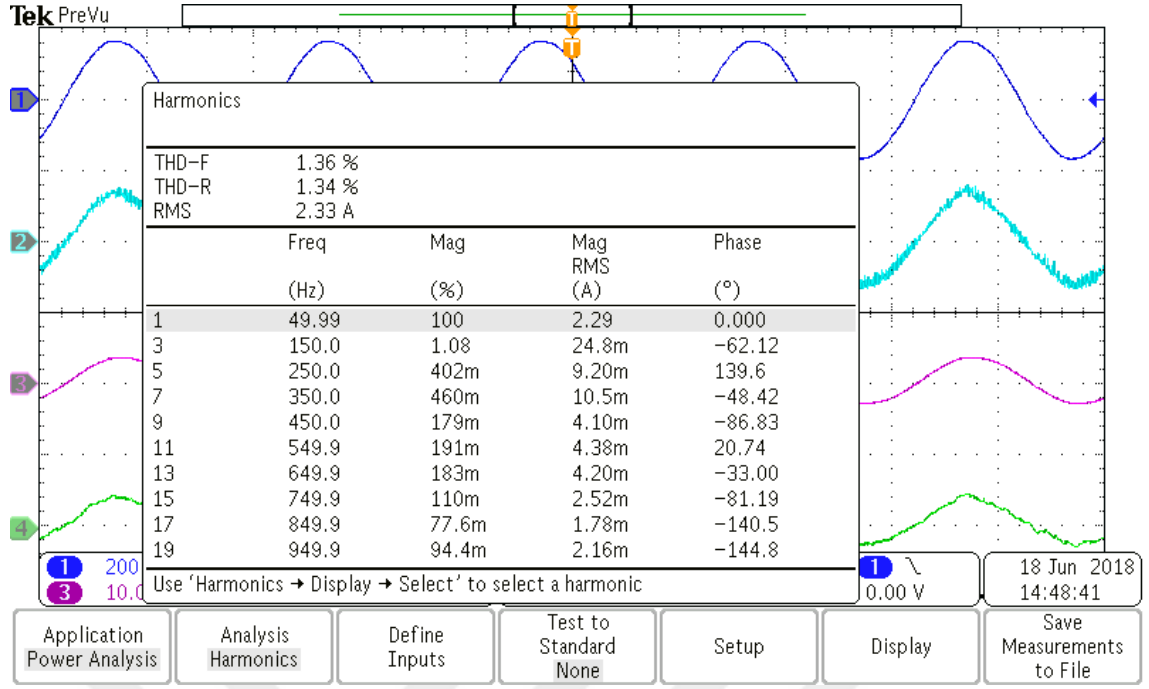 Tek PreVu
T
T
1
Harmonics
THD-F 1.36 %
THD-R 1.34 %
RMS 2.33 A
2
Freq Mag Mag Phase
RMS
(Hz) (%) (A) (°)
1 49.99 100 2.29 0.000
3 150.0 1.08 24.8m -62.12
5 250.0 402m 9.20m 139.6
3
7 350.0 460m 10.5m -48.42
9 450.0 179m 4.10m -86.83
11 549.9 191m 4.38m 20.74
13 649.9 183m 4.20m -33.00
15 749.9 110m 2.52m -81.19
4
17 849.9 77.6m 1.78m -140.5
19 949.9 94.4m 2.16m -144.8
1 200
3 10.0
Use 'Harmonics → Display → Select' to select a harmonic
1 \
0.00 V
18 Jun 2018
14:48:41
Application
Power Analysis
Analysis
Harmonics
Define
Inputs
Test to
Standard
None
Setup
Display
Save
Measurements
to File